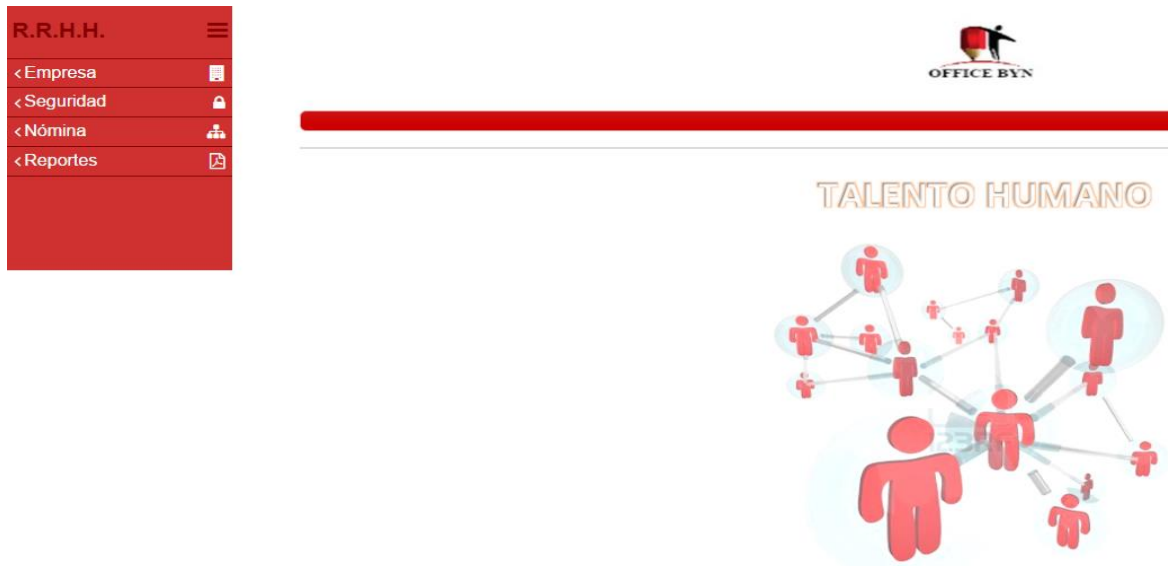 R.R.H.H.
Empresa
Seguridad
Nómina
Reportes
OFFICE BYN
TALENTO HUMANO